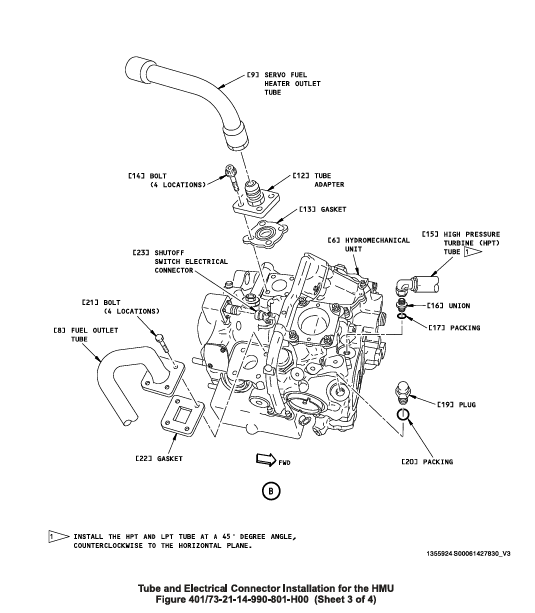 [9] SERVO FUEL
HEATER OUTLET
TUBE
[14] BOLT
(4 LOCATIONS)
[12] TUBE
ADAPTER
[13] GASKET
[23] SHUTOFF
SWITCH ELECTRICAL
CONNECTOR
[6] HYDROMECHANICAL
UNIT
[15] HIGH PRESSURE
TURBINE (HPT)
TUBE 1
[21] BOLT
(4 LOCATIONS)
[16] UNION
[8] FUEL OUTLET
TUBE
[17] PACKING
[19] PLUG
[22] GASKET
[20] PACKING
FWD
B
1 INSTALL THE HPT AND LPT TUBE AT A 45° DEGREE ANGLE,
COUNTERCLOCKWISE TO THE HORIZONTAL PLANE.
1355924 S00061427830_V3
Tube and Electrical Connector Installation for the HMU
Figure 401/73-21-14-990-801-H00 (Sheet 3 of 4)